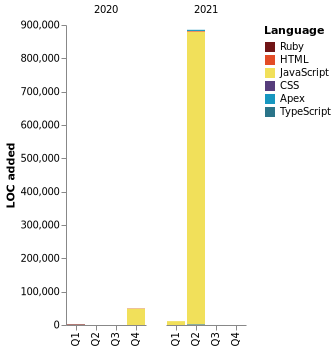 2020
2021
LOC added
900,000
800,000
700,000
600,000
500,000
400,000
300,000
200,000
100,000
0
Q1
Q2
Q3
Q4
Q1
Q2
Q3
Q4
Language
Ruby
HTML
JavaScript
CSS
Apex
TypeScript